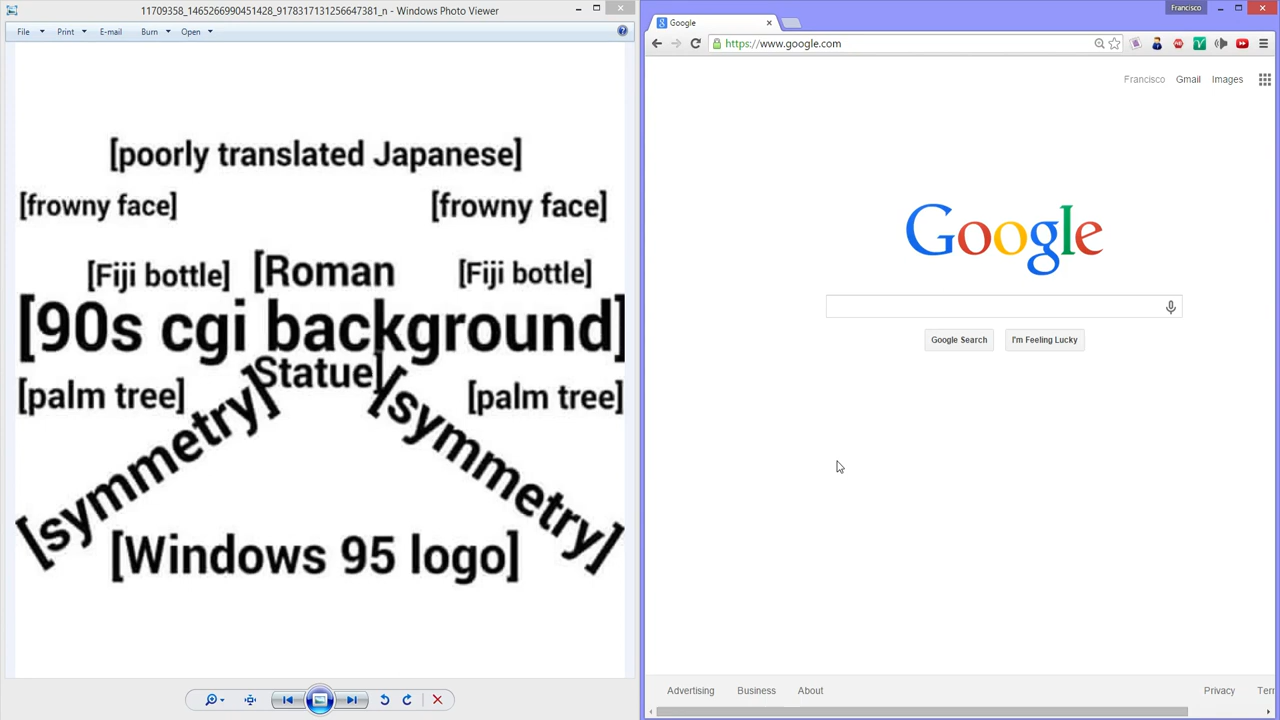 11709358_1465266990451428_9178317131256647381_n - Windows Photo Viewer
File Print E-mail Burn Open
[poorly translated Japanese]
[frowny face] [frowny face]
[Fiji bottle] [Roman [Fiji bottle]
[90s cgi background]
Statue]
[palm tree] [palm tree]
[symmetry] [symmetry]
[Windows 95 logo]
Francisco
Google
https://www.google.com
Francisco Gmail Images
Google
Google Search I'm Feeling Lucky
Advertising Business About Privacy Terr